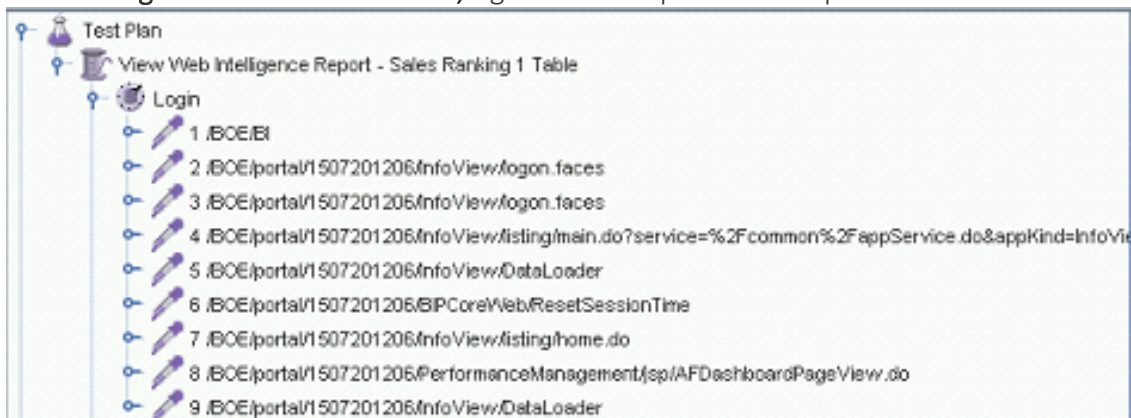 Test Plan
View Web Intelligence Report - Sales Ranking 1 Table
Login
1 /BOE/BI
2 /BOE/portal/1507201206/InfoView/logon.faces
3 /BOE/portal/1507201206/InfoView/logon.faces
4 /BOE/portal/1507201206/InfoView/listing/main.do?service=%2Fcommon%2FappService.do&appKind=InfoVie
5 /BOE/portal/1507201206/InfoView/DataLoader
6 /BOE/portal/1507201206/BIPCoreWeb/ResetSessionTime
7 /BOE/portal/1507201206/InfoView/listing/home.do
8 /BOE/portal/1507201206/PerformanceManagement/jsp/AFDashboardPageView.do
9 /BOE/portal/1507201206/InfoView/DataLoader